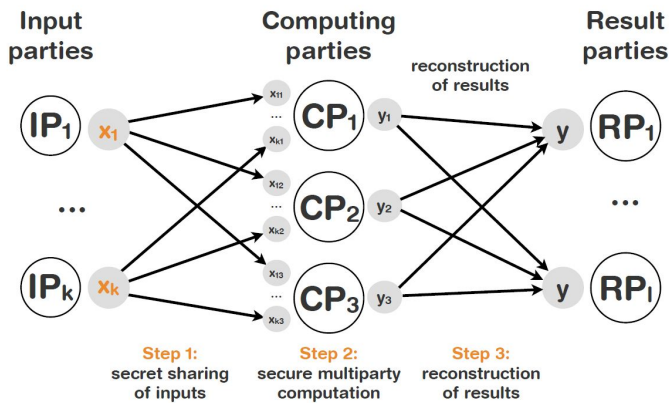 Input
parties
Computing
parties
Result
parties
reconstruction
of results
IP₁
x₁
x₁₁
...
xₖ₁
CP₁
y₁
y
RP₁
...
x₁₂
...
xₖ₂
CP₂
y₂
...
IPₖ
xₖ
x₁₃
...
xₖ₃
CP₃
y₃
y
RPₗ
Step 1:
secret sharing
of inputs
Step 2:
secure multiparty
computation
Step 3:
reconstruction
of results